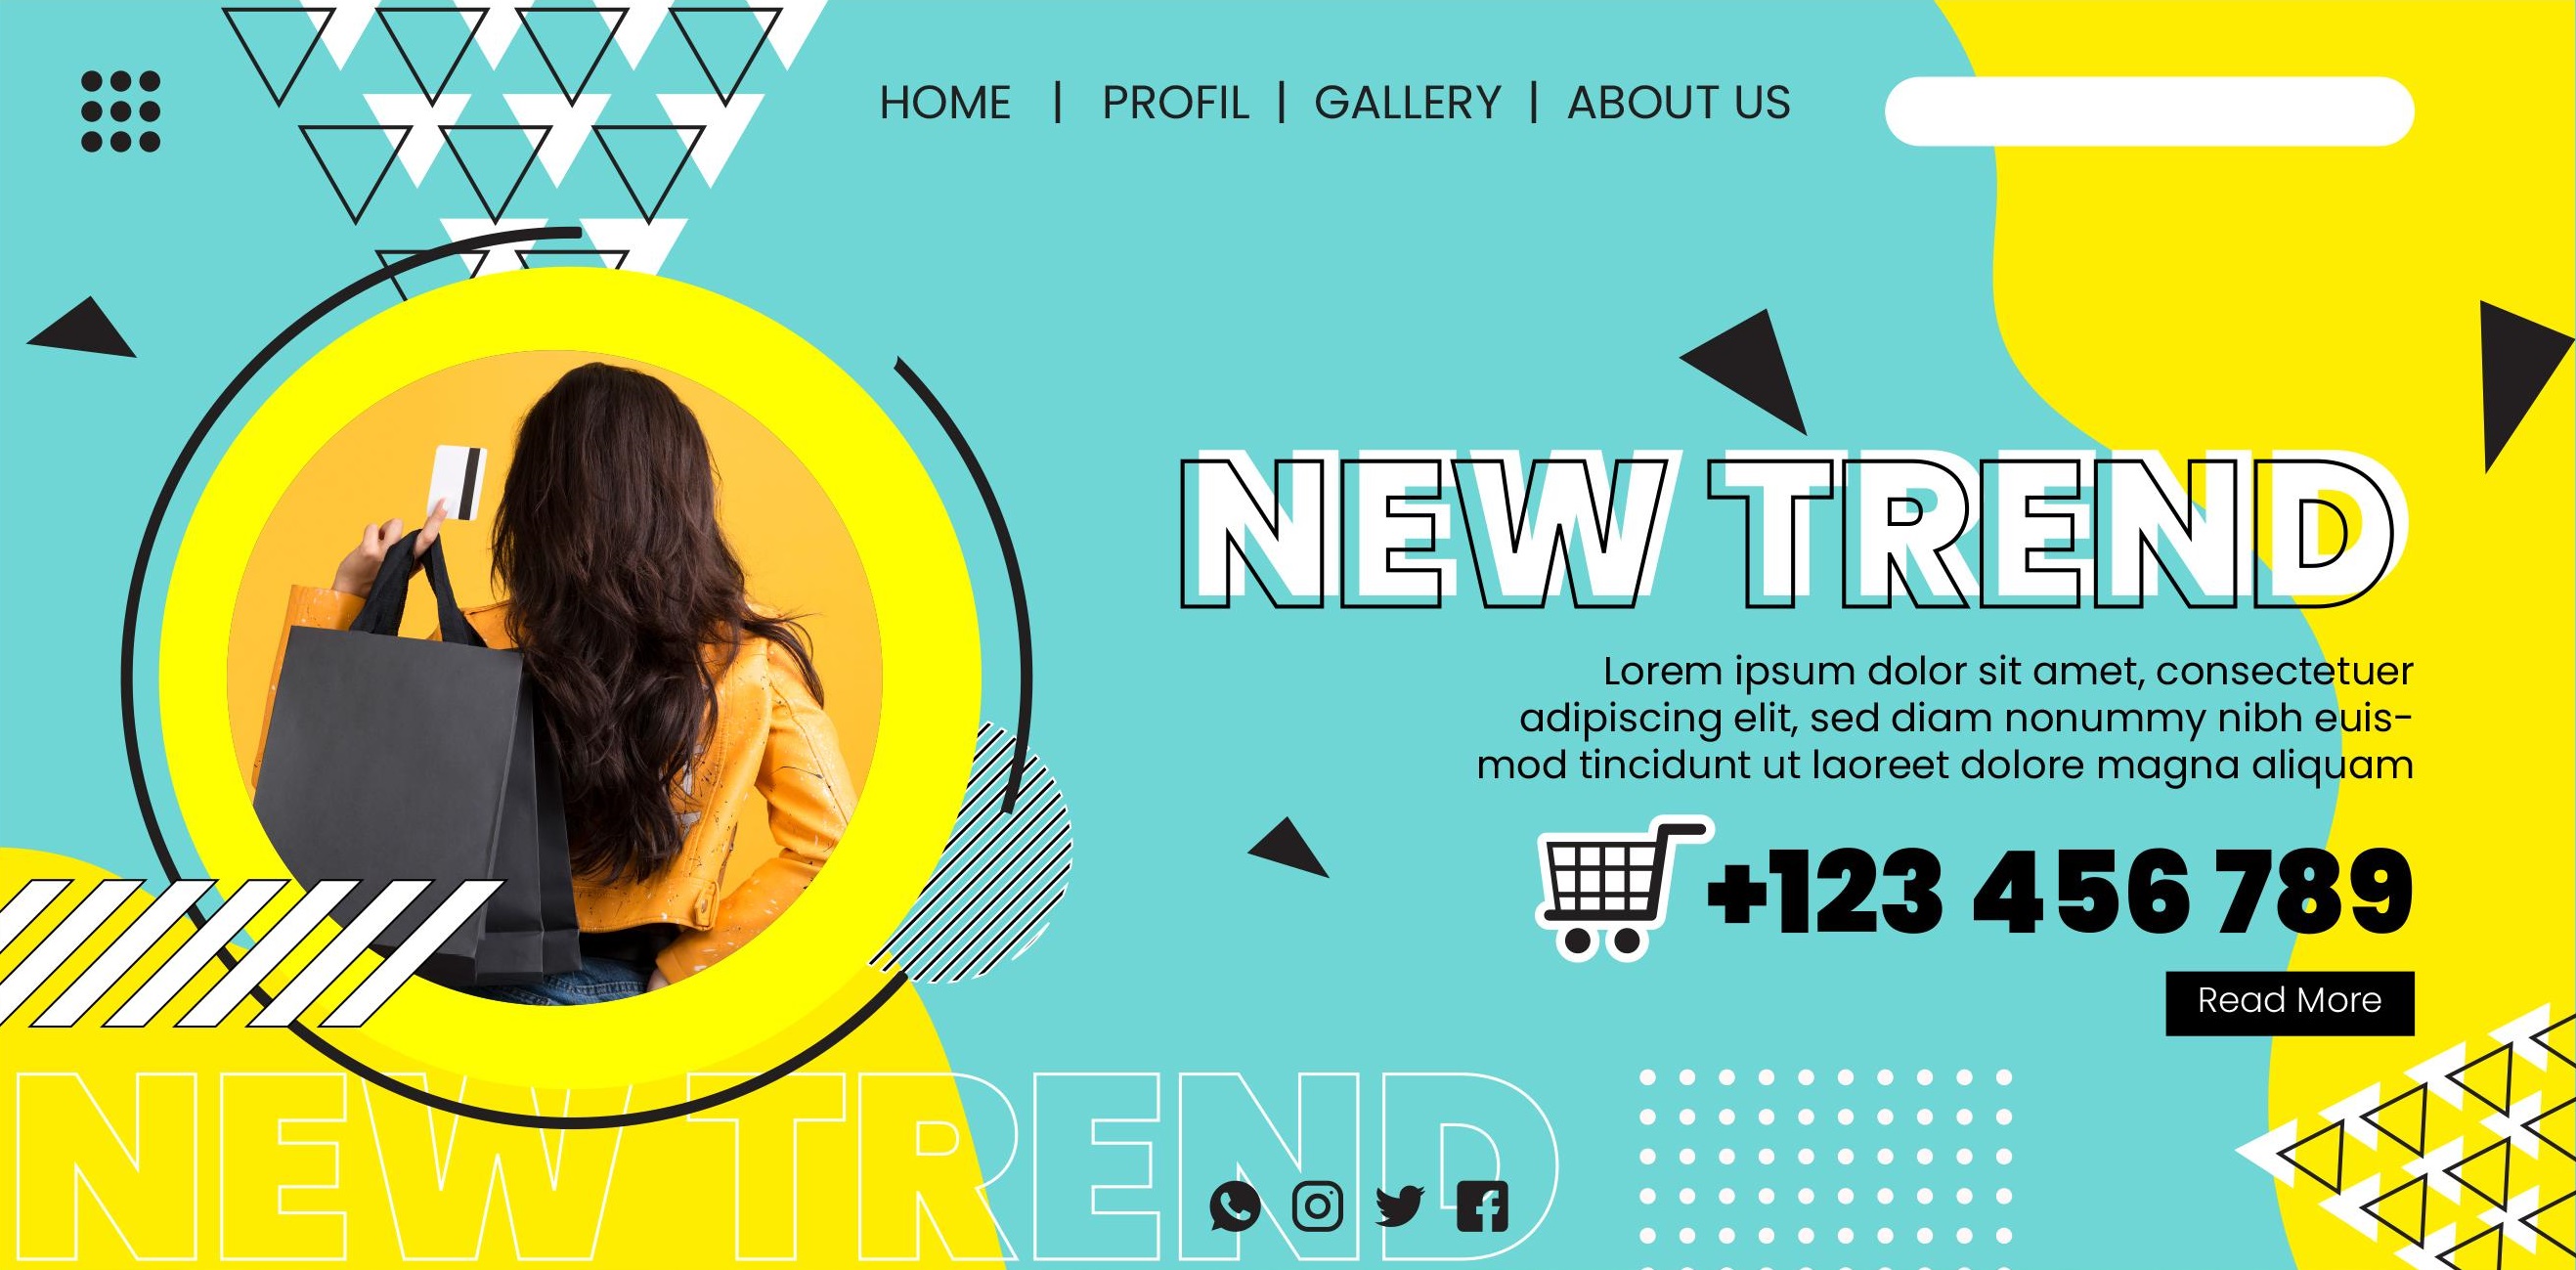 HOME | PROFIL | GALLERY | ABOUT US
NEW TREND
Lorem ipsum dolor sit amet, consectetuer
adipiscing elit, sed diam nonummy nibh euis-
mod tincidunt ut laoreet dolore magna aliquam
+123 456 789
Read More
NEW TREND